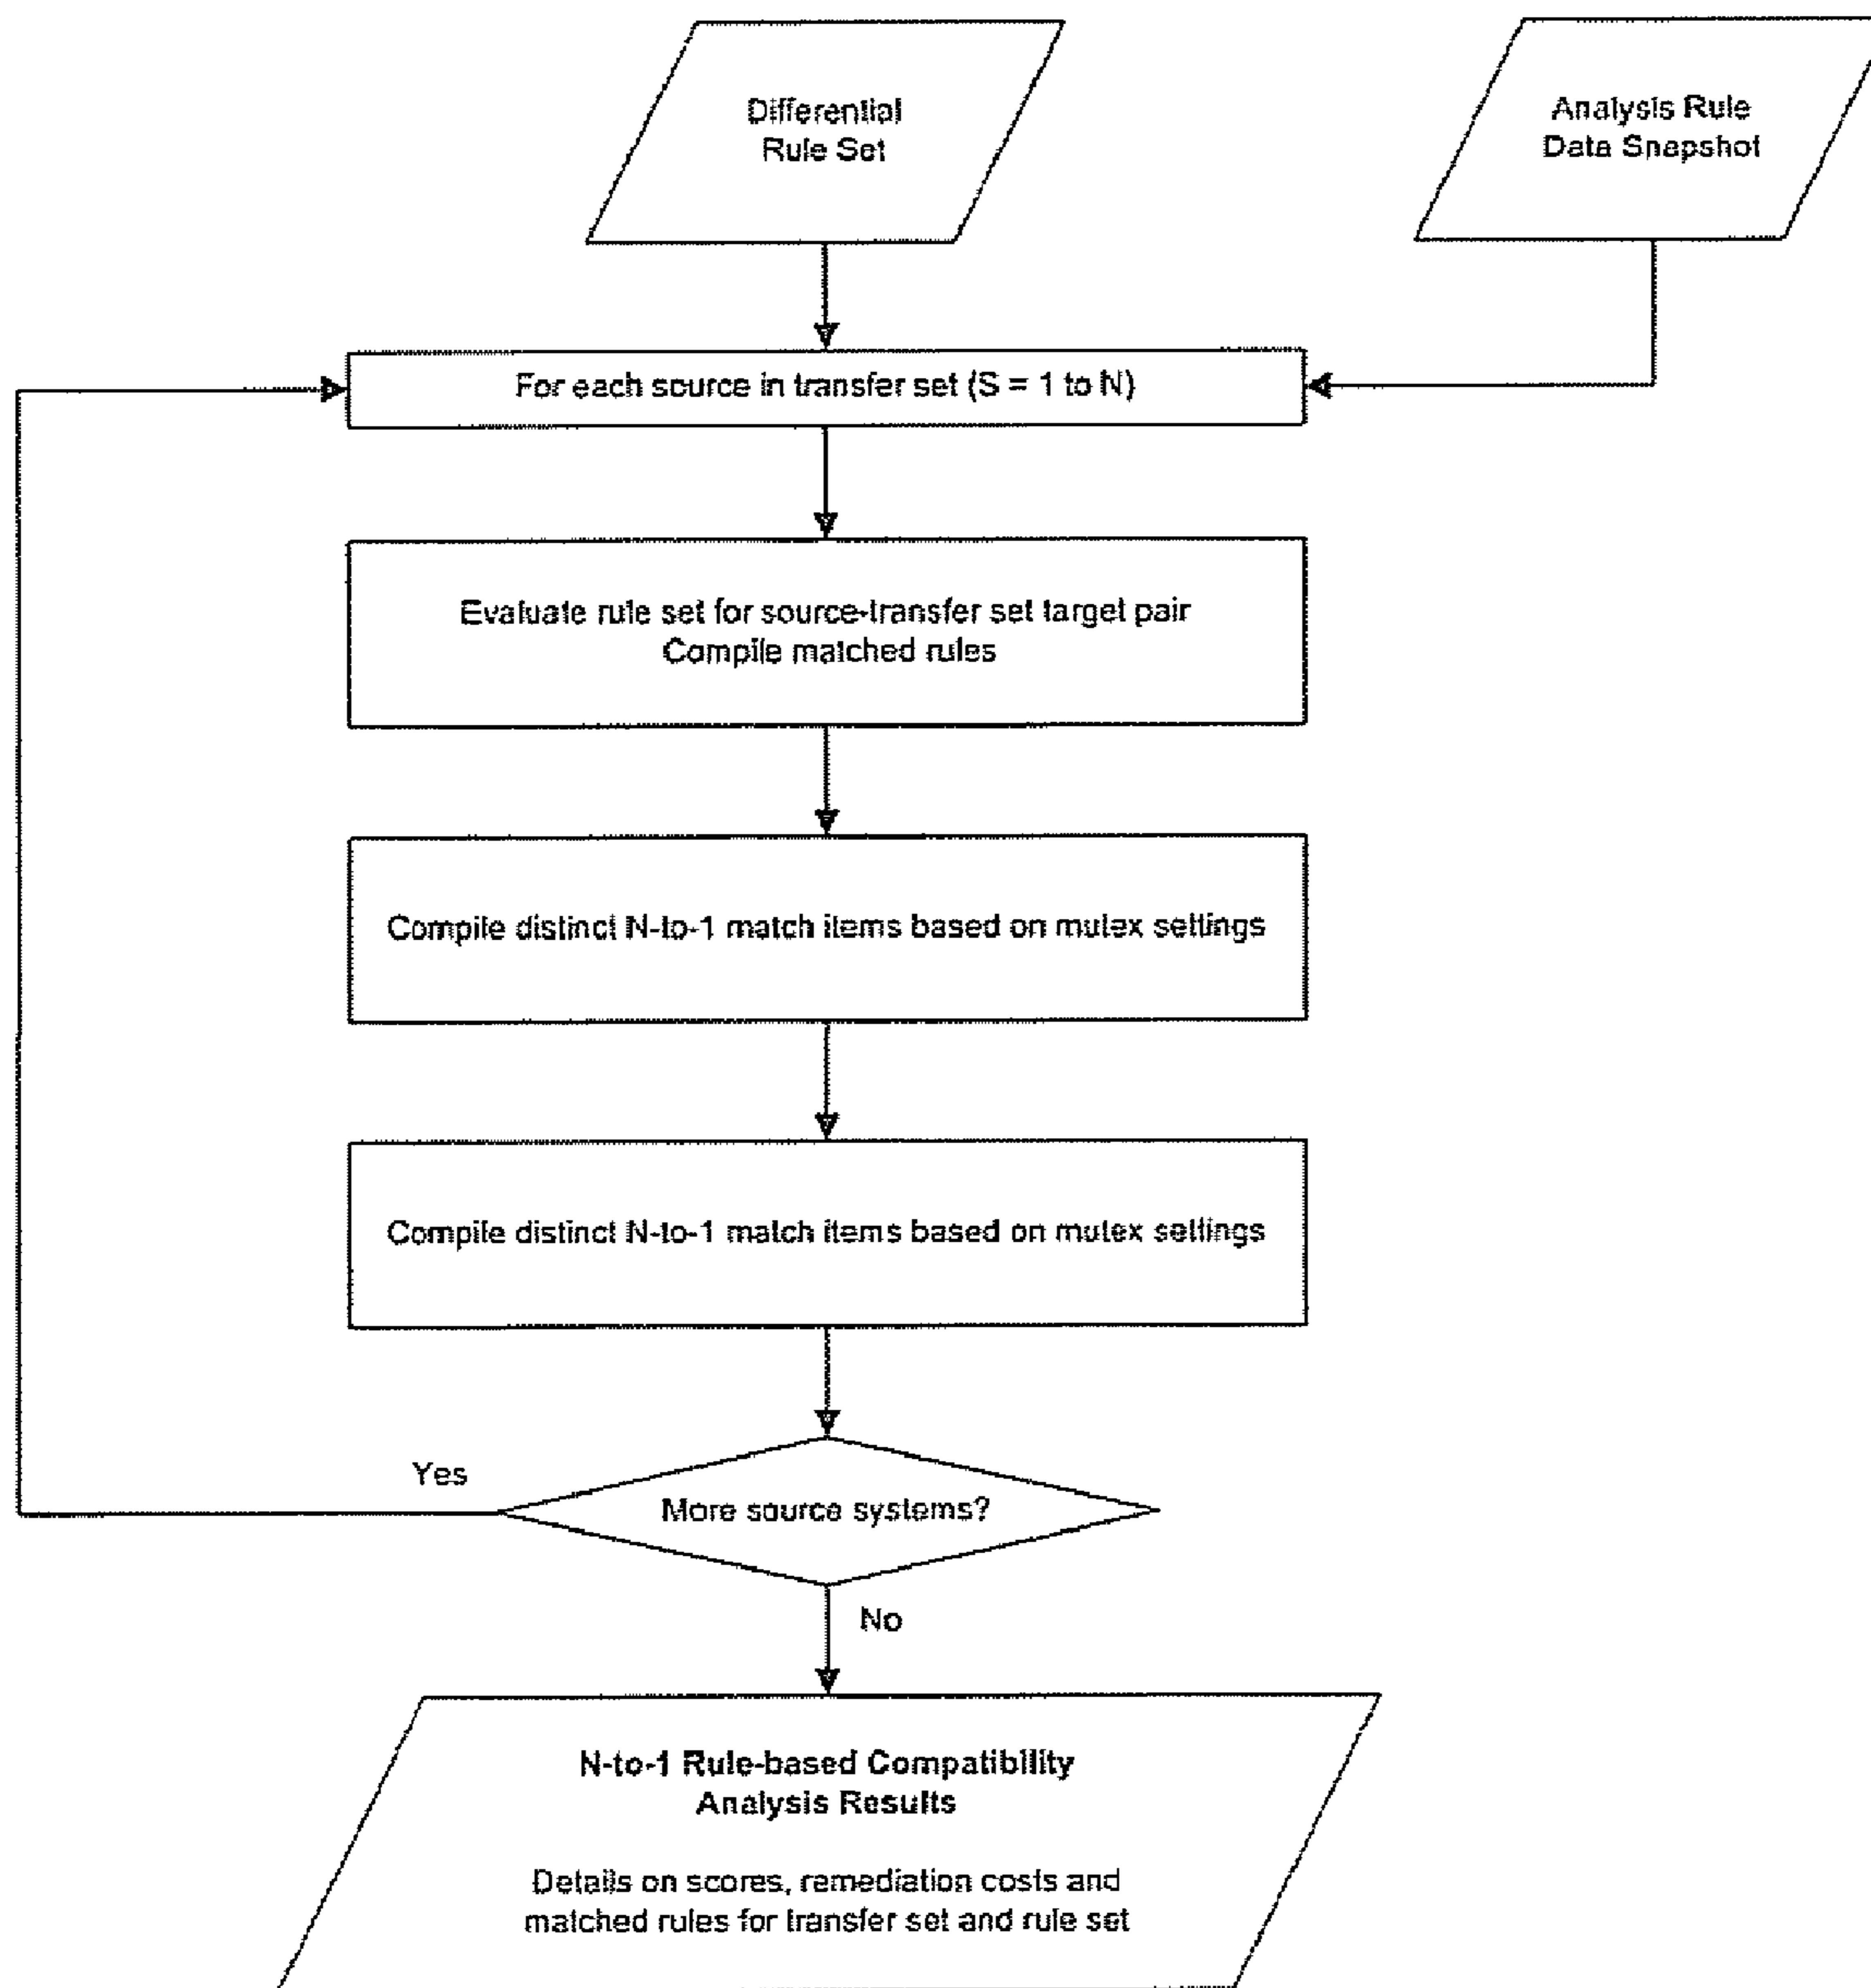 Differential
Rule Set
Analysis Rule
Data Snapshot
For each source in transfer set (S = 1 to N)
Evaluate rule set for source-transfer set target pair
Compile matched rules
Compile distinct N-to-1 match items based on mutex settings
Compile distinct N-to-1 match items based on mutex settings
Yes
More source systems?
No
N-to-1 Rule-based Compatibility
Analysis Results
Details on scores, remediation costs and
matched rules for transfer set and rule set